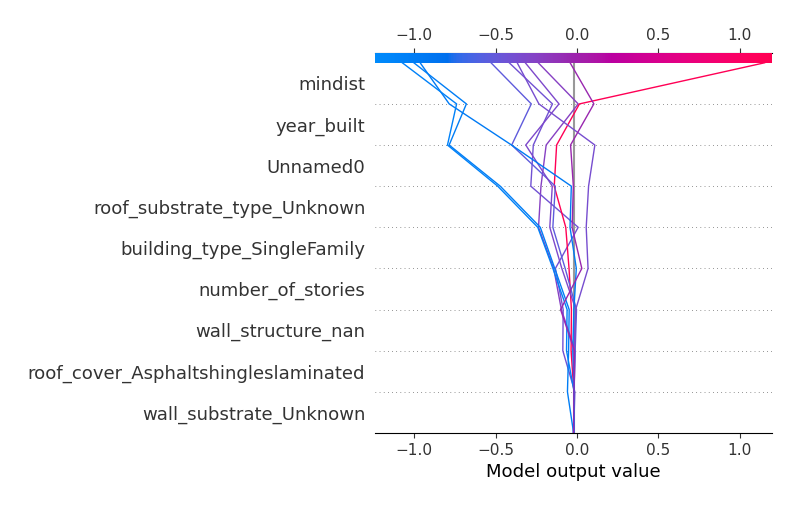 −1.0 −0.5 0.0 0.5 1.0
mindist
year_built
Unnamed0
roof_substrate_type_Unknown
building_type_SingleFamily
number_of_stories
wall_structure_nan
roof_cover_Asphaltshingleslaminated
wall_substrate_Unknown
−1.0 −0.5 0.0 0.5 1.0
Model output value